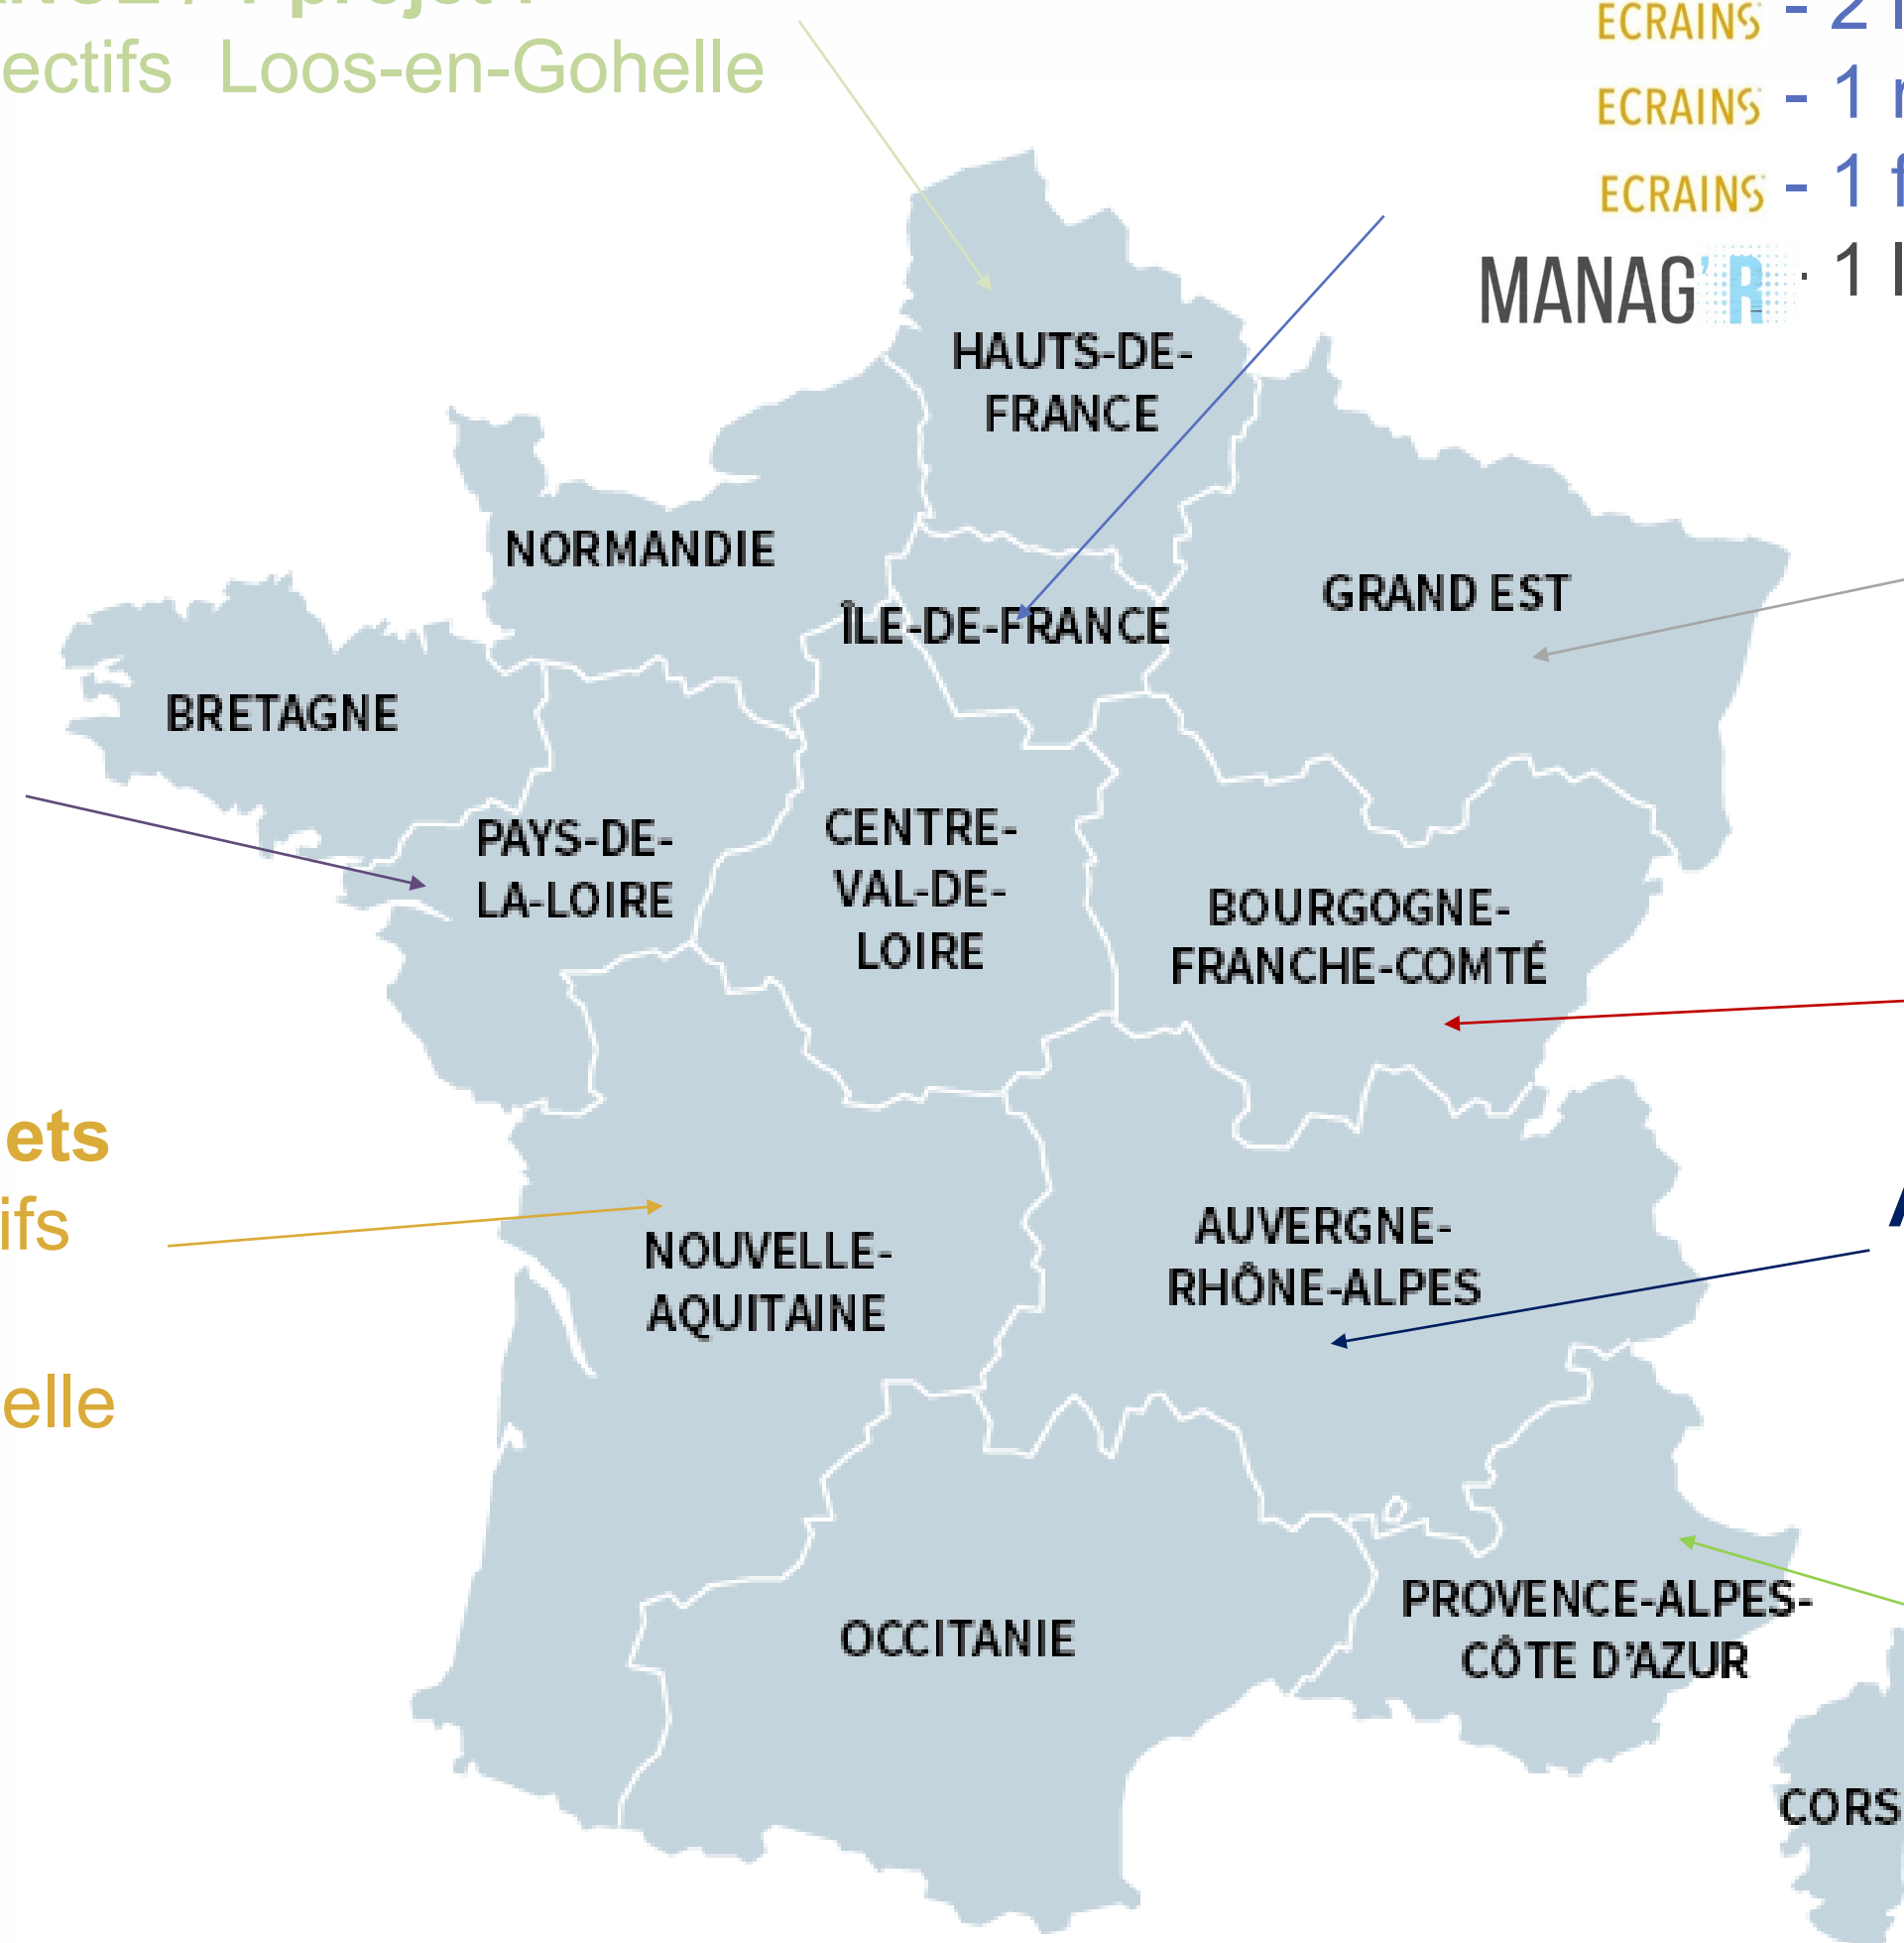 1 projet :
ectifs Loos-en-Gohelle
ECRAINS - 2
ECRAINS - 1
ECRAINS - 1
MANAG'R - 1
HAUTS-DE-
FRANCE
NORMANDIE
ÎLE-DE-FRANCE
GRAND EST
BRETAGNE
PAYS-DE-
LA-LOIRE
CENTRE-
VAL-DE-
LOIRE
BOURGOGNE-
FRANCHE-COMTÉ
ets
ifs
elle
NOUVELLE-
AQUITAINE
AUVERGNE-
RHÔNE-ALPES
OCCITANIE
PROVENCE-ALPES-
CÔTE D'AZUR
CORS